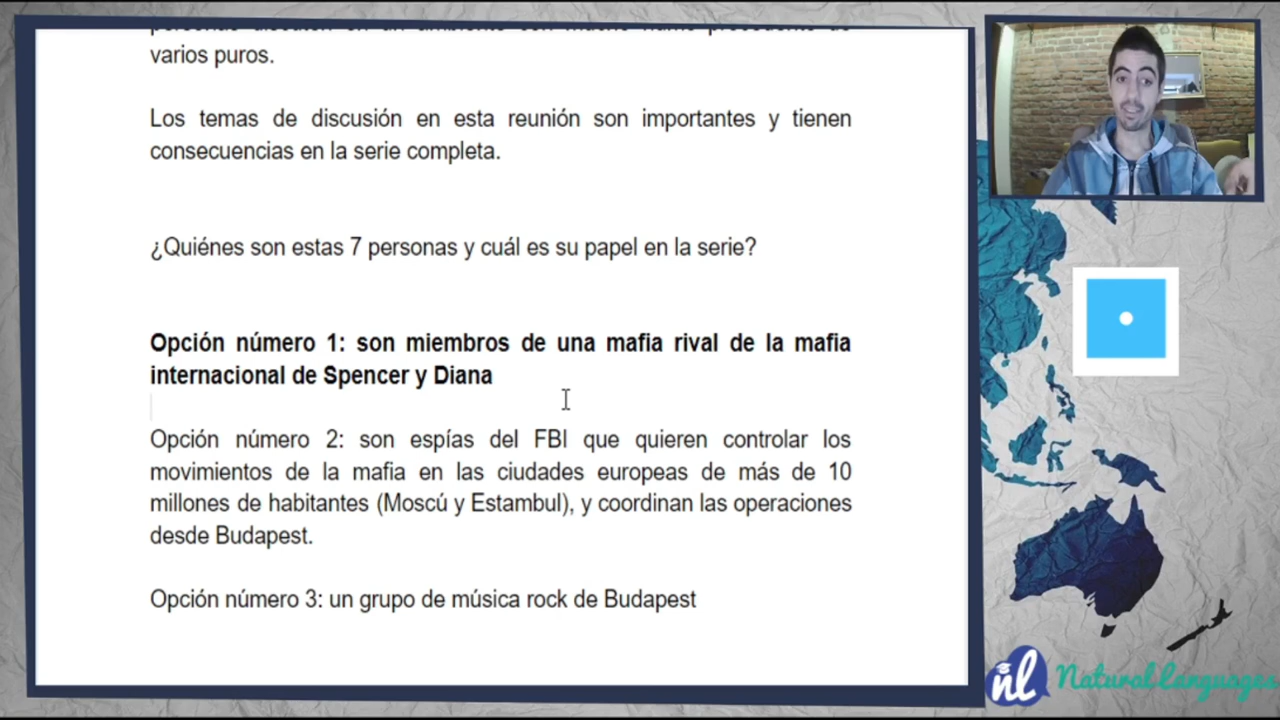 varios puros.
Los temas de discusión en esta reunión son importantes y tienen
consecuencias en la serie completa.
¿Quiénes son estas 7 personas y cuál es su papel en la serie?
Opción número 1: son miembros de una mafia rival de la mafia
internacional de Spencer y Diana
Opción número 2: son espías del FBI que quieren controlar los
movimientos de la mafia en las ciudades europeas de más de 10
millones de habitantes (Moscú y Estambul), y coordinan las operaciones
desde Budapest.
Opción número 3: un grupo de música rock de Budapest
nl Natural Languages